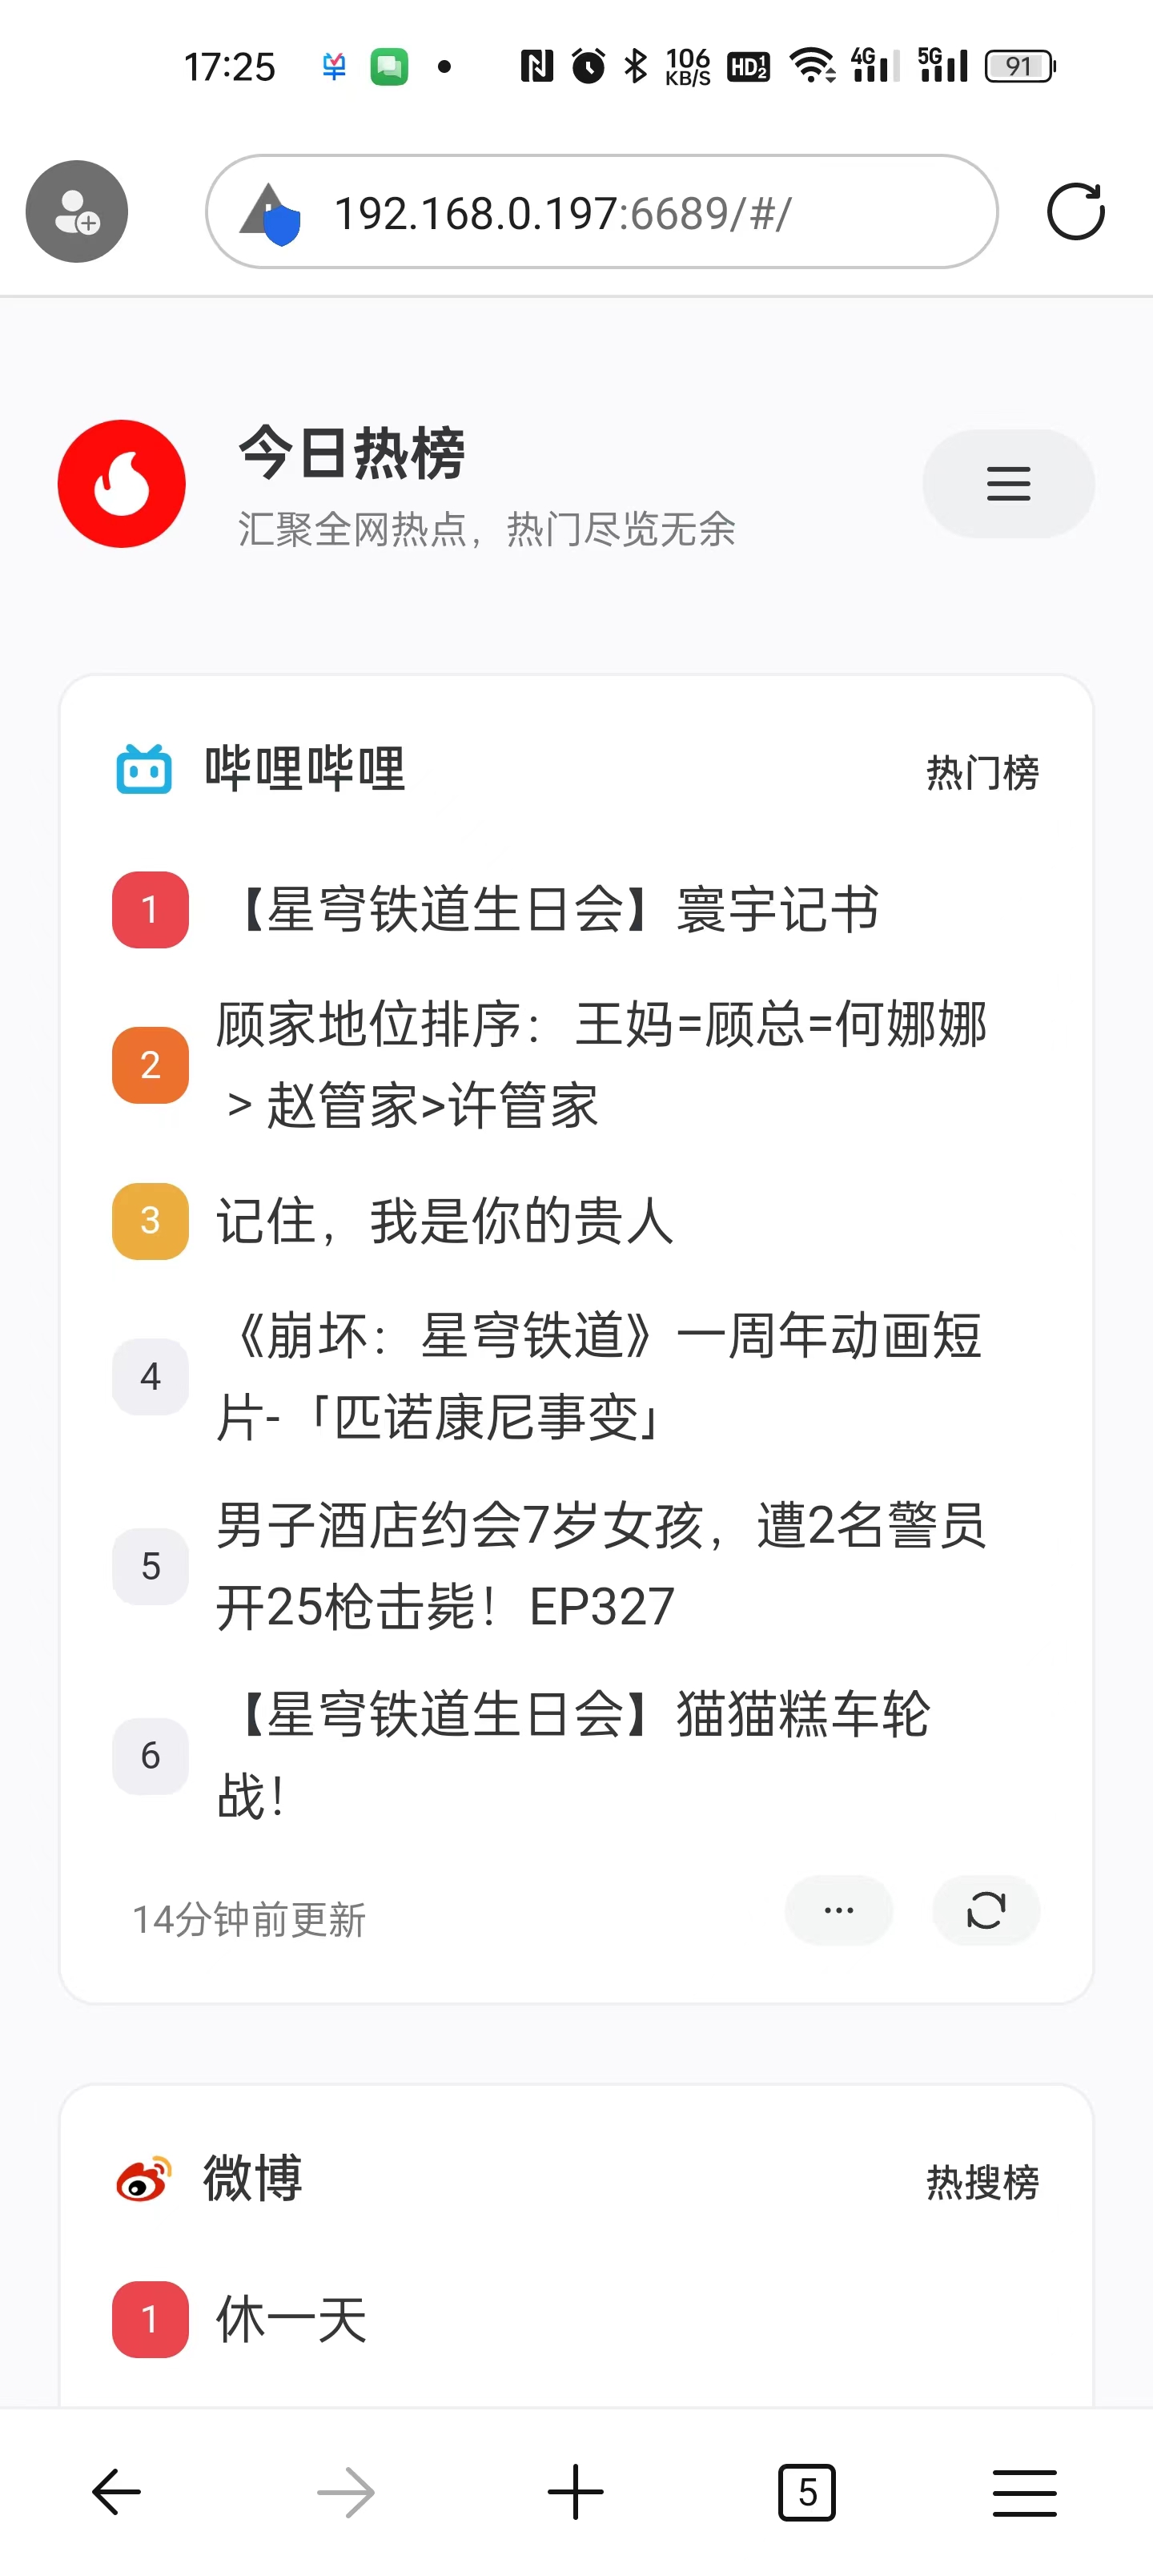 17:25
106
KB/S
HD 1
2
4G
5G
91
192.168.0.197:6689/#/
今日热榜
汇聚全网热点，热门尽览无余
哔哩哔哩
热门榜
1
【星穹铁道生日会】寰宇记书
2
顾家地位排序：王妈=顾总=何娜娜
> 赵管家>许管家
3
记住，我是你的贵人
4
《崩坏：星穹铁道》一周年动画短
片-「匹诺康尼事变」
5
男子酒店约会7岁女孩，遭2名警员
开25枪击毙！EP327
6
【星穹铁道生日会】猫猫糕车轮
战！
14分钟前更新
微博
热搜榜
1
休一天
5